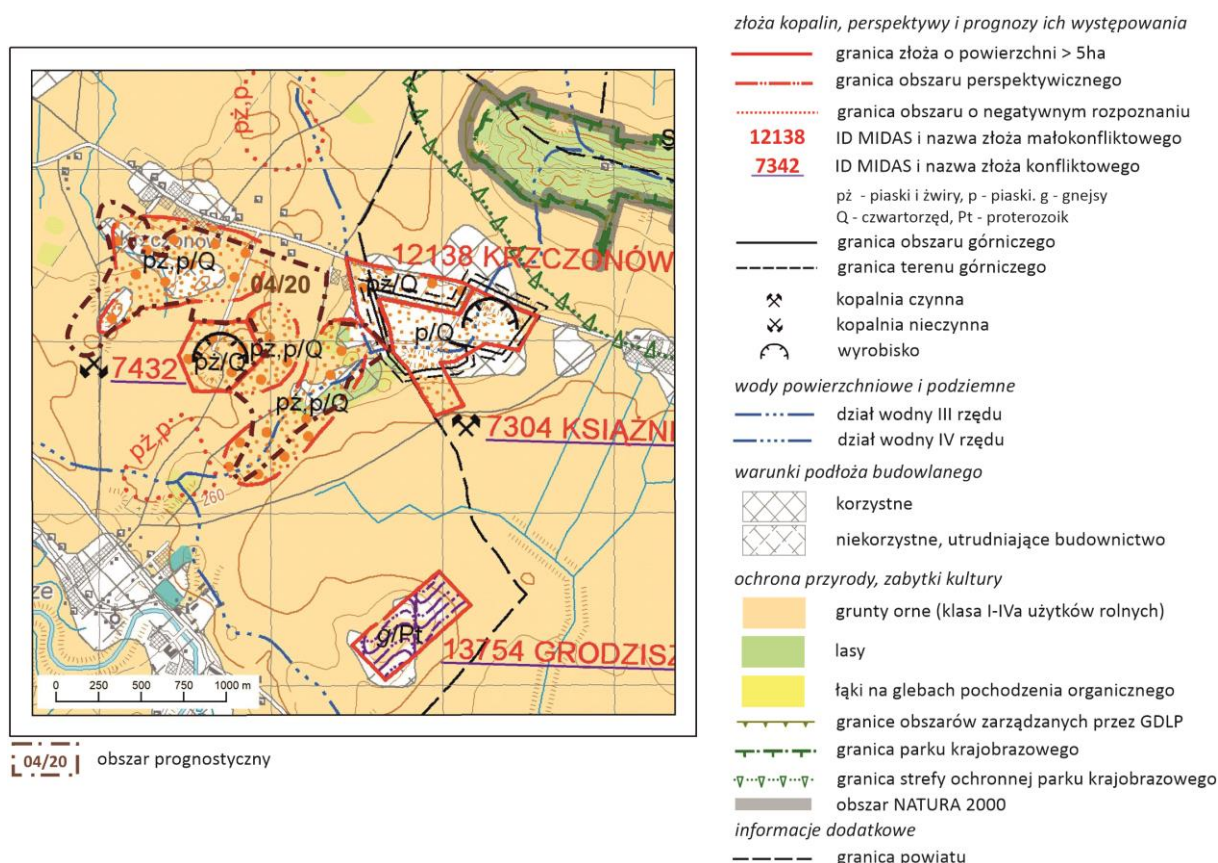 pż,p
Krzczonów
pż,p/Q
04/20
12138 KRZCZONÓW
pż/Q
p/Q
7432
pż/Q
pż,p/Q
pż,p/Q
pż,p
7304 KSIĄŻNI
260
ze
g/Pt
13754 GRODZISZ
0 250 500 750 1000 m
04/20 obszar prognostyczny
złoża kopalin, perspektywy i prognozy ich występowania
granica złoża o powierzchni > 5ha
granica obszaru perspektywicznego
granica obszaru o negatywnym rozpoznaniu
12138 ID MIDAS i nazwa złoża małokonfliktowego
7342 ID MIDAS i nazwa złoża konfliktowego
pż - piaski i żwiry, p - piaski. g - gnejsy
Q - czwartorzęd, Pt - proterozoik
granica obszaru górniczego
granica terenu górniczego
kopalnia czynna
kopalnia nieczynna
wyrobisko
wody powierzchniowe i podziemne
dział wodny III rzędu
dział wodny IV rzędu
warunki podłoża budowlanego
korzystne
niekorzystne, utrudniające budownictwo
ochrona przyrody, zabytki kultury
grunty orne (klasa I-IVa użytków rolnych)
lasy
łąki na glebach pochodzenia organicznego
granice obszarów zarządzanych przez GDLP
granica parku krajobrazowego
granica strefy ochronnej parku krajobrazowego
obszar NATURA 2000
informacje dodatkowe
granica powiatu